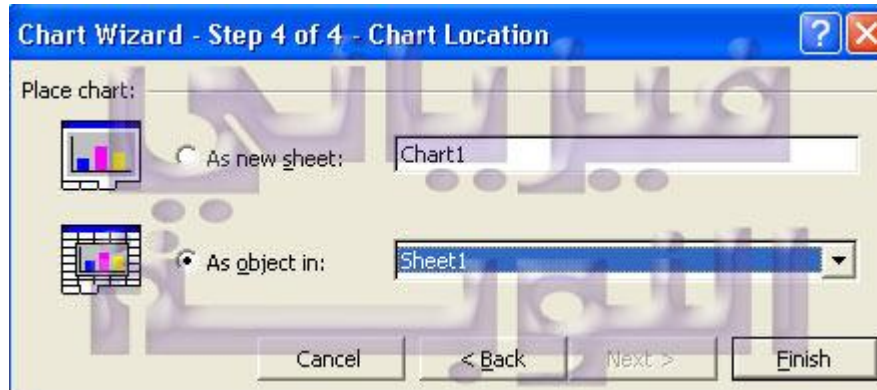 Chart Wizard - Step 4 of 4 - Chart Location
Place chart:
As new sheet: Chart1
As object in: Sheet1
Cancel < Back Next > Finish